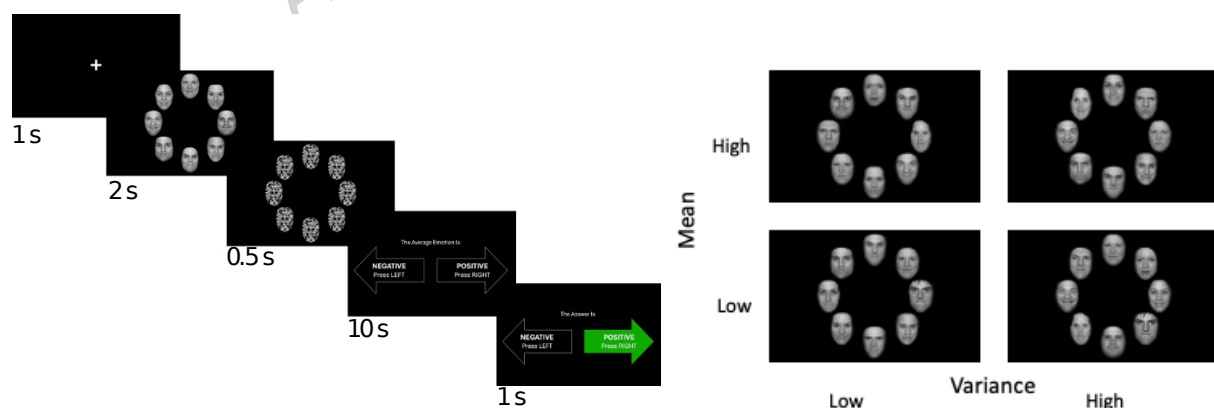 +
1 s
2 s
0.5 s
The Average Emotion Is
NEGATIVE
Press LEFT
POSITIVE
Press RIGHT
10 s
The Answer Is
NEGATIVE
Press LEFT
POSITIVE
Press RIGHT
1 s
Mean
High
Low
Low
Variance
High